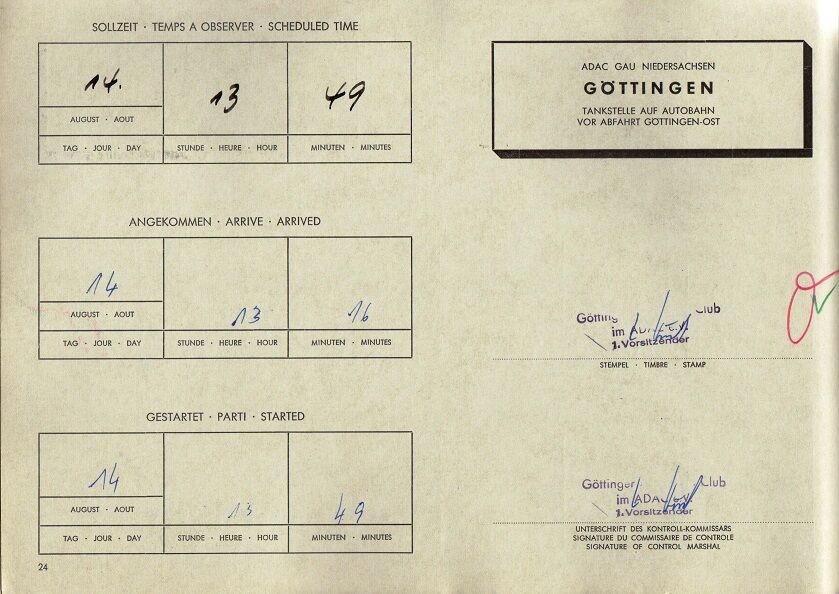 SOLLZEIT · TEMPS A OBSERVER · SCHEDULED TIME
14.
13
49
AUGUST · AOUT
TAG · JOUR · DAY
STUNDE · HEURE · HOUR
MINUTEN · MINUTES
ADAC GAU NIEDERSACHSEN
GÖTTINGEN
TANKSTELLE AUF AUTOBAHN
VOR ABFAHRT GÖTTINGEN-OST
ANGEKOMMEN · ARRIVE · ARRIVED
14
13
16
AUGUST · AOUT
TAG · JOUR · DAY
STUNDE · HEURE · HOUR
MINUTEN · MINUTES
Götting Club
im ADAC e.V.
1. Vorsitzender
STEMPEL · TIMBRE · STAMP
GESTARTET · PARTI · STARTED
14
13
49
AUGUST · AOUT
TAG · JOUR · DAY
STUNDE · HEURE · HOUR
MINUTEN · MINUTES
Göttinger Club
im ADAC e.V.
1. Vorsitzender
UNTERSCHRIFT DES KONTROLL-KOMMISSARS
SIGNATURE DU COMMISSAIRE DE CONTROLE
SIGNATURE OF CONTROL MARSHAL
24